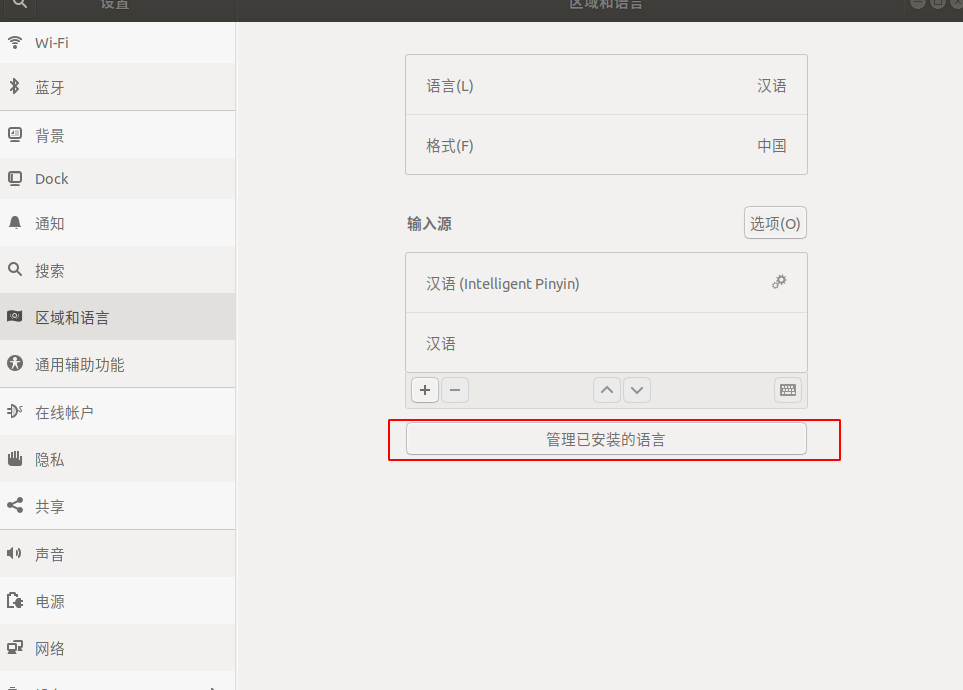 设置
区域和语言
Wi-Fi
蓝牙
背景
Dock
通知
搜索
区域和语言
通用辅助功能
在线帐户
隐私
共享
声音
电源
网络
语言(L) 汉语
格式(F) 中国
输入源 选项(O)
汉语 (Intelligent Pinyin)
汉语
管理已安装的语言